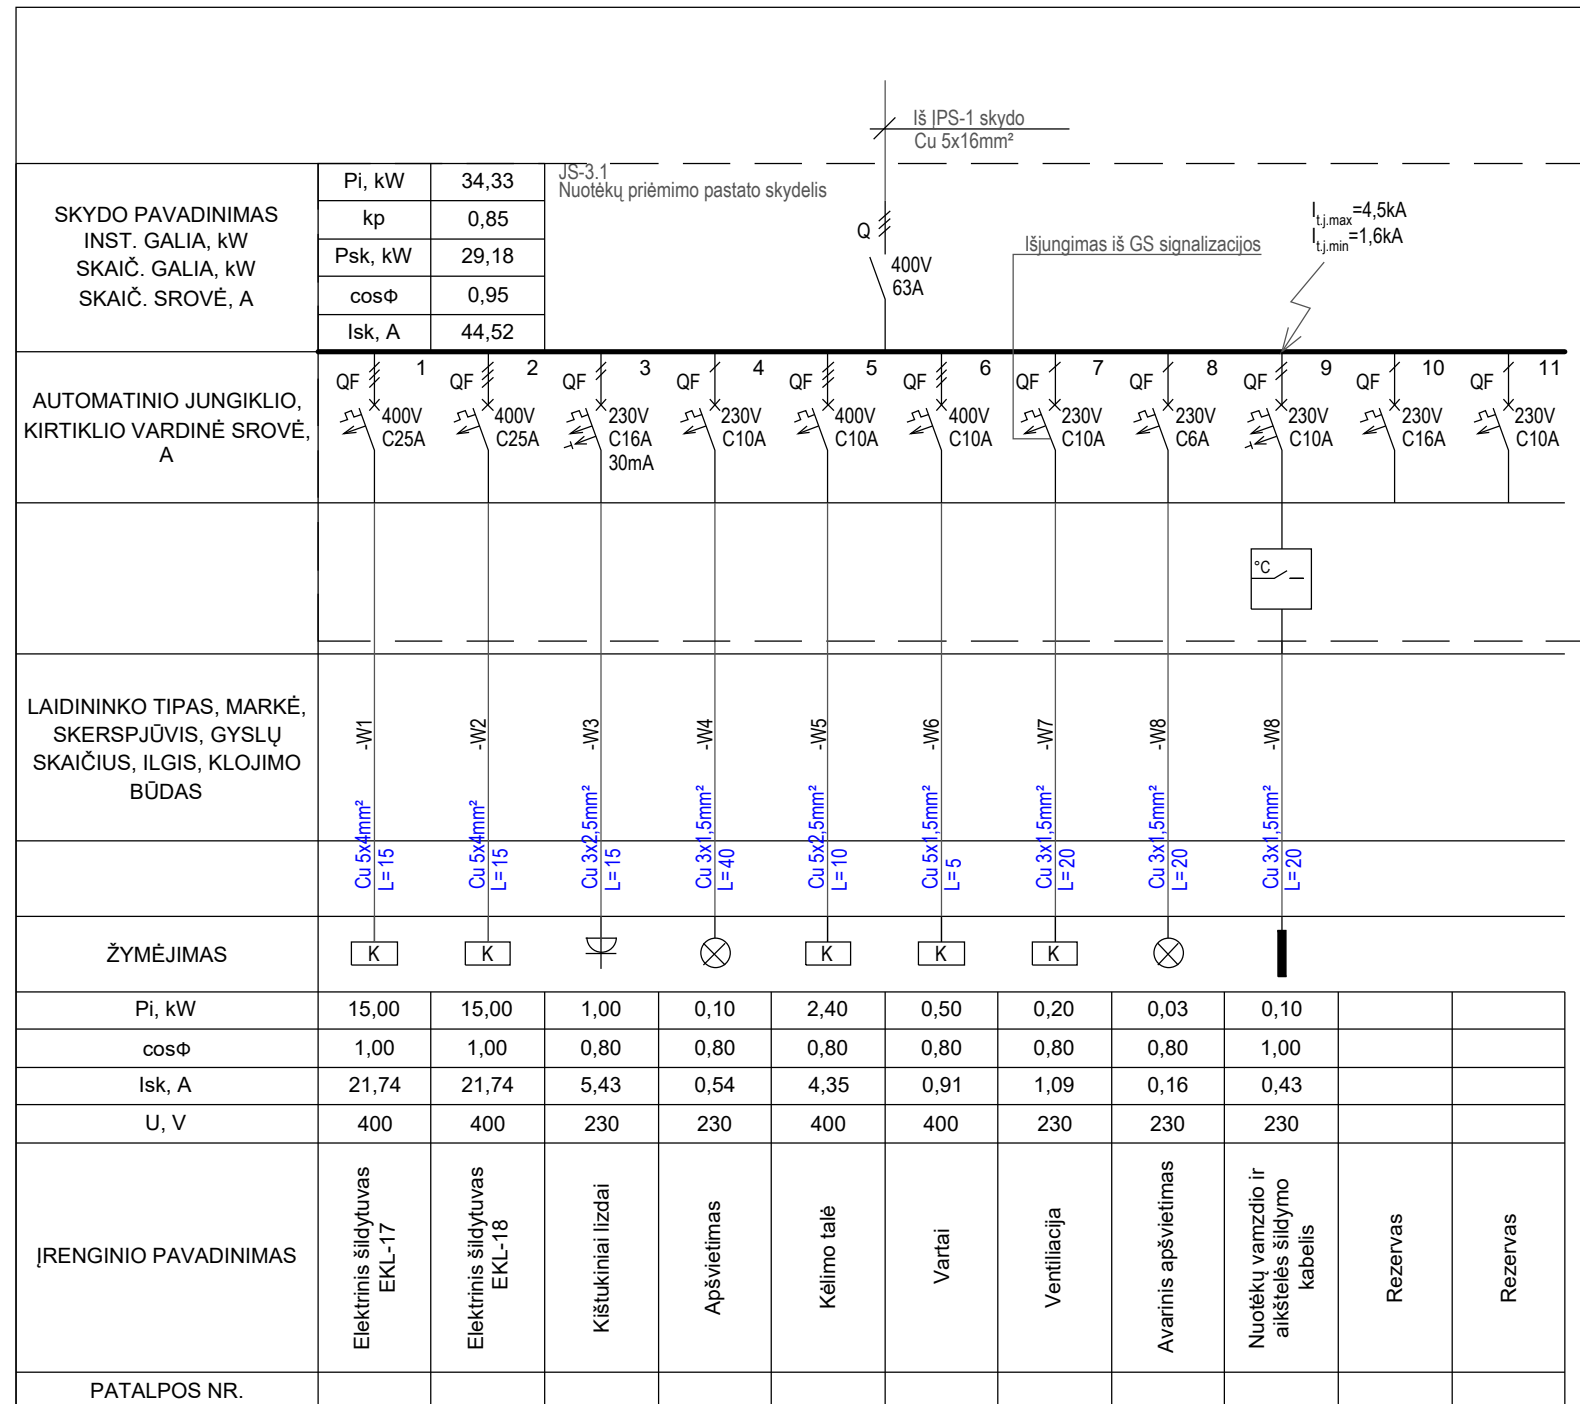 Iš ĮPS-1 skydo
Cu 5x16mm²
SKYDO PAVADINIMAS
INST. GALIA, kW
SKAIČ. GALIA, kW
SKAIČ. SROVĖ, A
Pi, kW 34,33
kp 0,85
Psk, kW 29,18
cosΦ 0,95
Isk, A 44,52
JS-3.1
Nuotėkų priėmimo pastato skydelis
Q
400V
63A
Išjungimas iš GS signalizacijos
It.j.max=4,5kA
It.j.min=1,6kA
AUTOMATINIO JUNGIKLIO,
KIRTIKLIO VARDINĖ SROVĖ,
A
QF 1
400V
C25A
QF 2
400V
C25A
QF 3
230V
C16A
30mA
QF 4
230V
C10A
QF 5
400V
C10A
QF 6
400V
C10A
QF 7
230V
C10A
QF 8
230V
C6A
QF 9
230V
C10A
QF 10
230V
C16A
QF 11
230V
C10A
°C
LAIDININKO TIPAS, MARKĖ,
SKERSPJŪVIS, GYSLŲ
SKAIČIUS, ILGIS, KLOJIMO
BŪDAS
-W1
Cu 5x4mm²
L=15
-W2
Cu 5x4mm²
L=15
-W3
Cu 3x2,5mm²
L=15
-W4
Cu 3x1,5mm²
L=40
-W5
Cu 5x2,5mm²
L=10
-W6
Cu 5x1,5mm²
L=5
-W7
Cu 3x1,5mm²
L=20
-W8
Cu 3x1,5mm²
L=20
-W8
Cu 3x1,5mm²
L=20
ŽYMĖJIMAS K K K K K
Pi, kW 15,00 15,00 1,00 0,10 2,40 0,50 0,20 0,03 0,10
cosΦ 1,00 1,00 0,80 0,80 0,80 0,80 0,80 0,80 1,00
Isk, A 21,74 21,74 5,43 0,54 4,35 0,91 1,09 0,16 0,43
U, V 400 400 230 230 400 400 230 230 230
ĮRENGINIO PAVADINIMAS
Elektrinis šildytuvas
EKL-17
Elektrinis šildytuvas
EKL-18
Kištukiniai lizdai
Apšvietimas
Kėlimo talė
Vartai
Ventiliacija
Avarinis apšvietimas
Nuotėkų vamzdio ir
aikštelės šildymo
kabelis
Rezervas
Rezervas
PATALPOS NR.